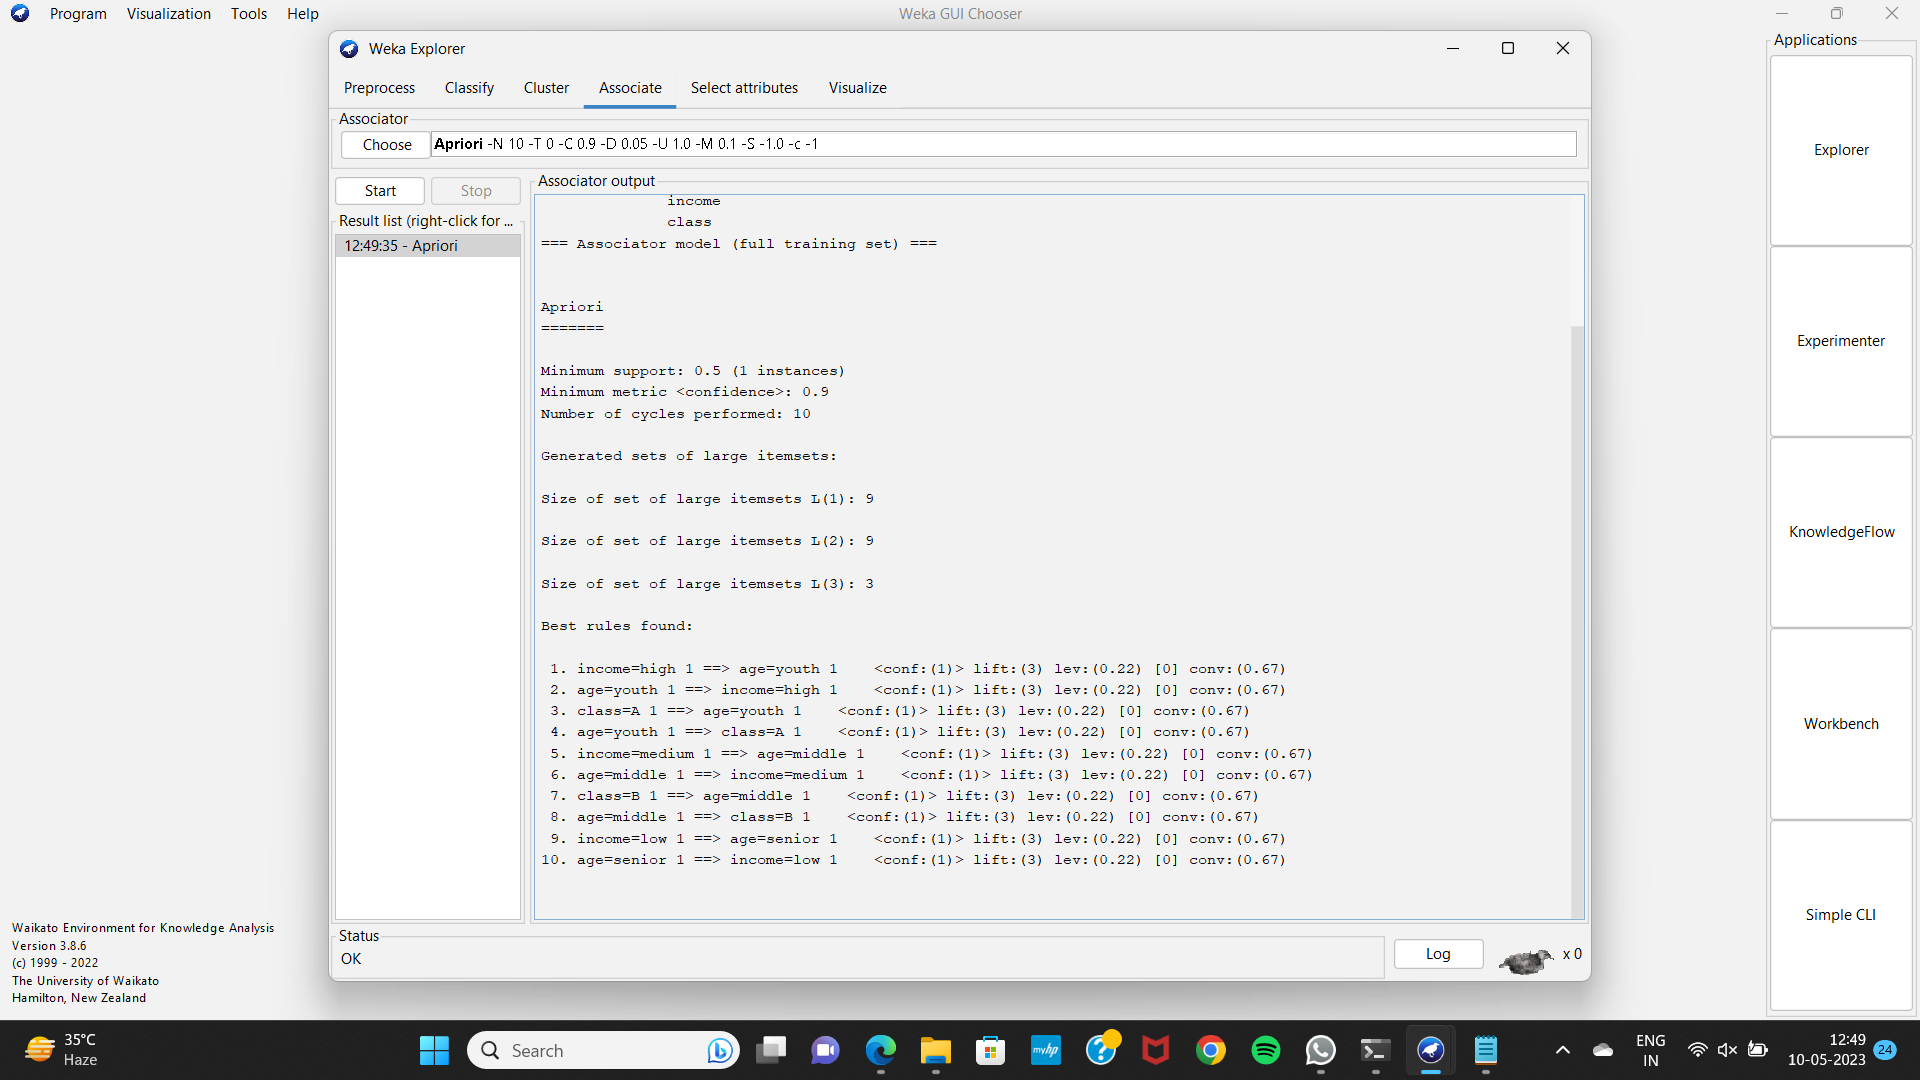 Program Visualization Tools Help
Weka GUI Chooser
Applications
Explorer
Experimenter
KnowledgeFlow
Workbench
Simple CLI
Weka Explorer
Preprocess Classify Cluster Associate Select attributes Visualize
Associator
Choose Apriori -N 10 -T 0 -C 0.9 -D 0.05 -U 1.0 -M 0.1 -S -1.0 -c -1
Start Stop
Result list (right-click for ...
12:49:35 - Apriori
Associator output
income
class
=== Associator model (full training set) ===
Apriori
=======
Minimum support: 0.5 (1 instances)
Minimum metric <confidence>: 0.9
Number of cycles performed: 10
Generated sets of large itemsets:
Size of set of large itemsets L(1): 9
Size of set of large itemsets L(2): 9
Size of set of large itemsets L(3): 3
Best rules found:
1. income=high 1 ==> age=youth 1 <conf:(1)> lift:(3) lev:(0.22) [0] conv:(0.67)
2. age=youth 1 ==> income=high 1 <conf:(1)> lift:(3) lev:(0.22) [0] conv:(0.67)
3. class=A 1 ==> age=youth 1 <conf:(1)> lift:(3) lev:(0.22) [0] conv:(0.67)
4. age=youth 1 ==> class=A 1 <conf:(1)> lift:(3) lev:(0.22) [0] conv:(0.67)
5. income=medium 1 ==> age=middle 1 <conf:(1)> lift:(3) lev:(0.22) [0] conv:(0.67)
6. age=middle 1 ==> income=medium 1 <conf:(1)> lift:(3) lev:(0.22) [0] conv:(0.67)
7. class=B 1 ==> age=middle 1 <conf:(1)> lift:(3) lev:(0.22) [0] conv:(0.67)
8. age=middle 1 ==> class=B 1 <conf:(1)> lift:(3) lev:(0.22) [0] conv:(0.67)
9. income=low 1 ==> age=senior 1 <conf:(1)> lift:(3) lev:(0.22) [0] conv:(0.67)
10. age=senior 1 ==> income=low 1 <conf:(1)> lift:(3) lev:(0.22) [0] conv:(0.67)
Status
OK
Log
x 0
Waikato Environment for Knowledge Analysis
Version 3.8.6
(c) 1999 - 2022
The University of Waikato
Hamilton, New Zealand
35°C
Haze
Search
myhp
ENG
IN
12:49
10-05-2023
24